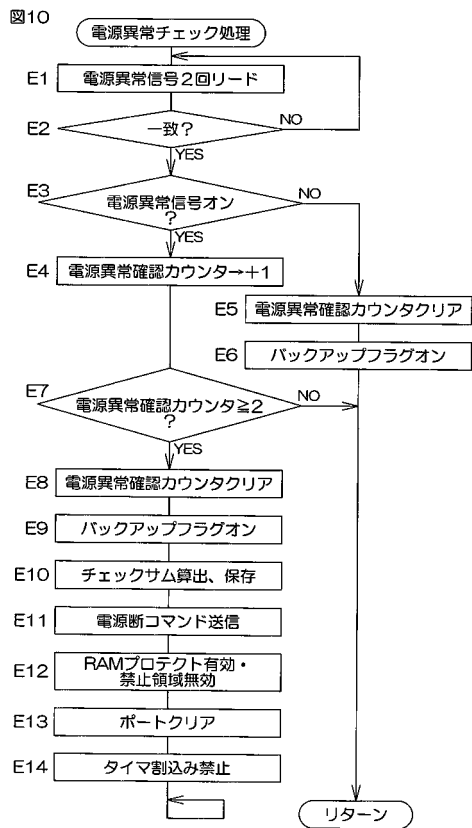 図10
電源異常チェック処理
E1
電源異常信号2回リード
E2
一致?
NO
YES
E3
電源異常信号オン
?
NO
YES
E4
電源異常確認カウンタ→+1
E5
電源異常確認カウンタクリア
E6
バックアップフラグオン
E7
電源異常確認カウンタ≧2
?
NO
YES
E8
電源異常確認カウンタクリア
E9
バックアップフラグオン
E10
チェックサム算出、保存
E11
電源断コマンド送信
E12
RAMプロテクト有効・
禁止領域無効
E13
ポートクリア
E14
タイマ割込み禁止
リターン